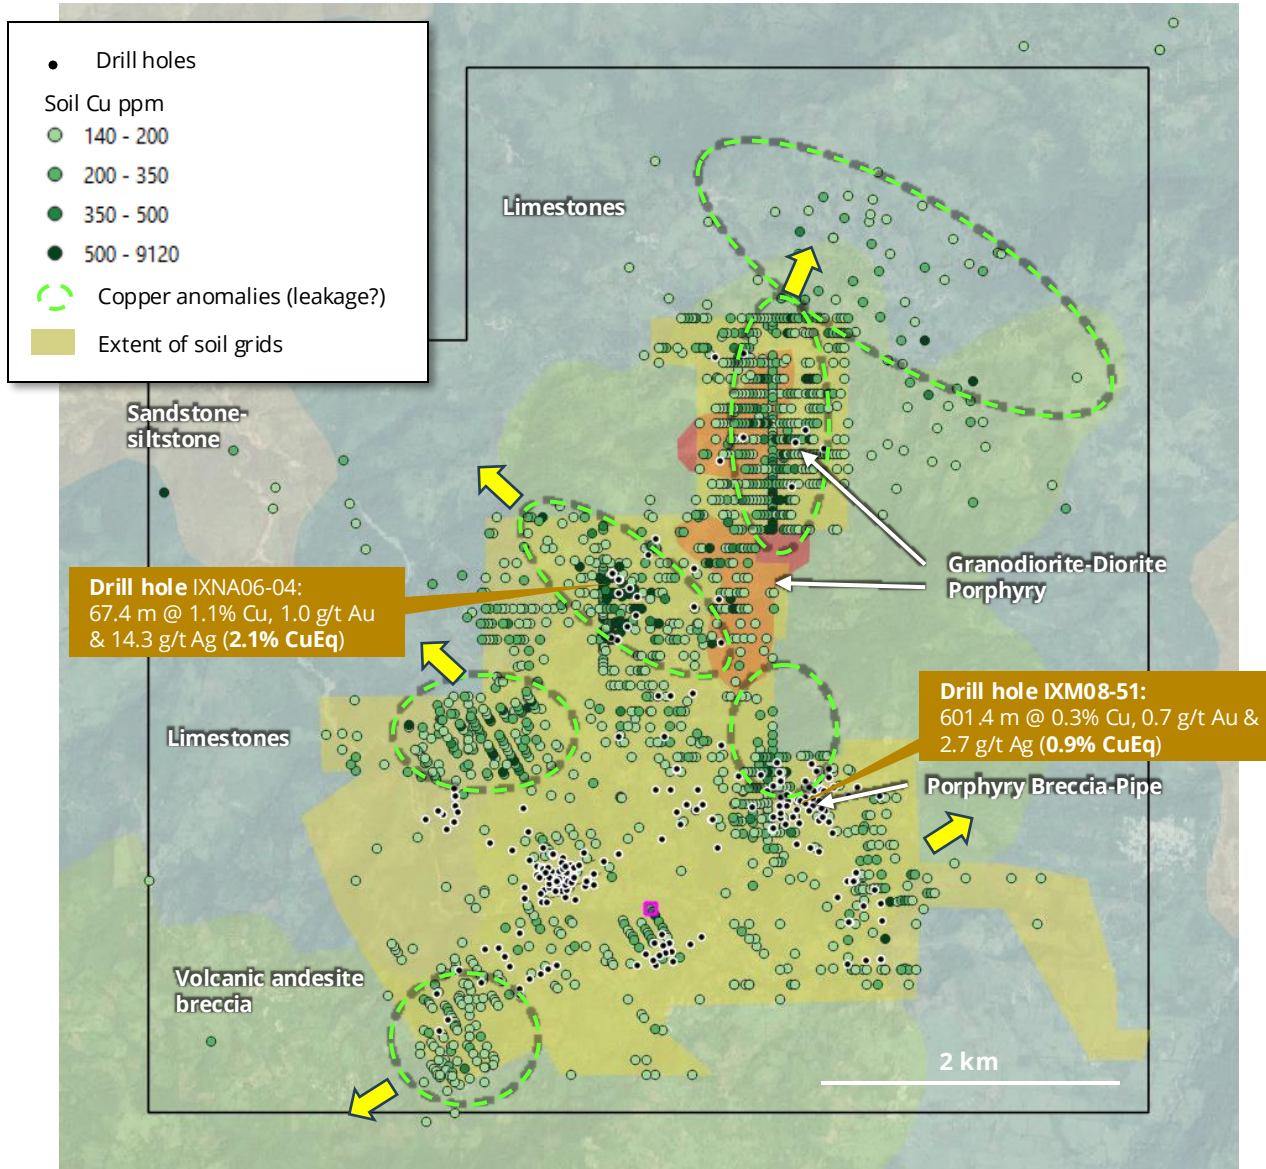 Drill holes
Soil Cu ppm
140 - 200
200 - 350
350 - 500
500 - 9120
Copper anomalies (leakage?)
Extent of soil grids
Limestones
Sandstone-
siltstone
Granodiorite-Diorite
Porphyry
Drill hole IXNA06-04:
67.4 m @ 1.1% Cu, 1.0 g/t Au
& 14.3 g/t Ag (2.1% CuEq)
Drill hole IXM08-51:
601.4 m @ 0.3% Cu, 0.7 g/t Au &
2.7 g/t Ag (0.9% CuEq)
Limestones
Porphyry Breccia-Pipe
Volcanic andesite
breccia
2 km